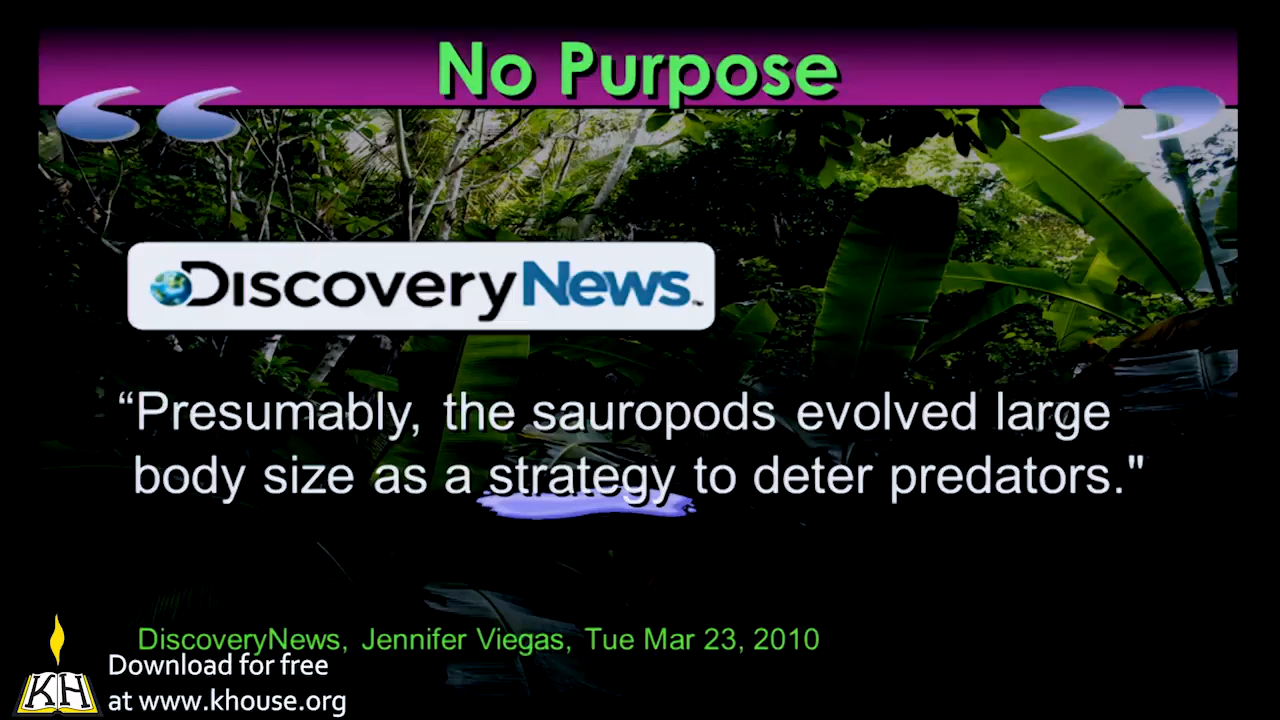 No Purpose
DiscoveryNews™
“Presumably, the sauropods evolved large
body size as a strategy to deter predators."
DiscoveryNews, Jennifer Viegas, Tue Mar 23, 2010
KH
Download for free
at www.khouse.org